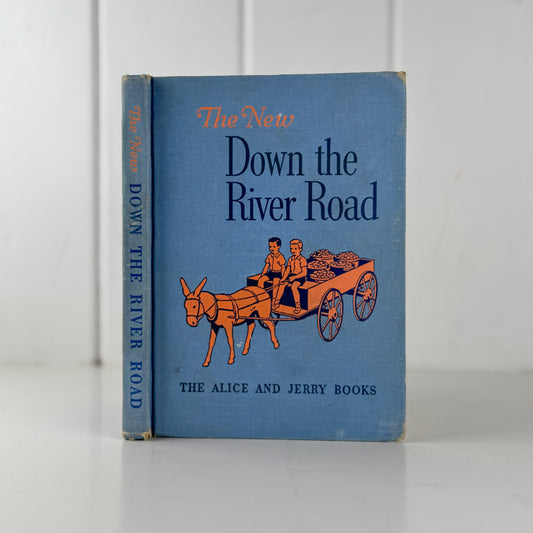 The New
DOWN THE RIVER ROAD
The New
Down the
River Road
THE ALICE AND JERRY BOOKS